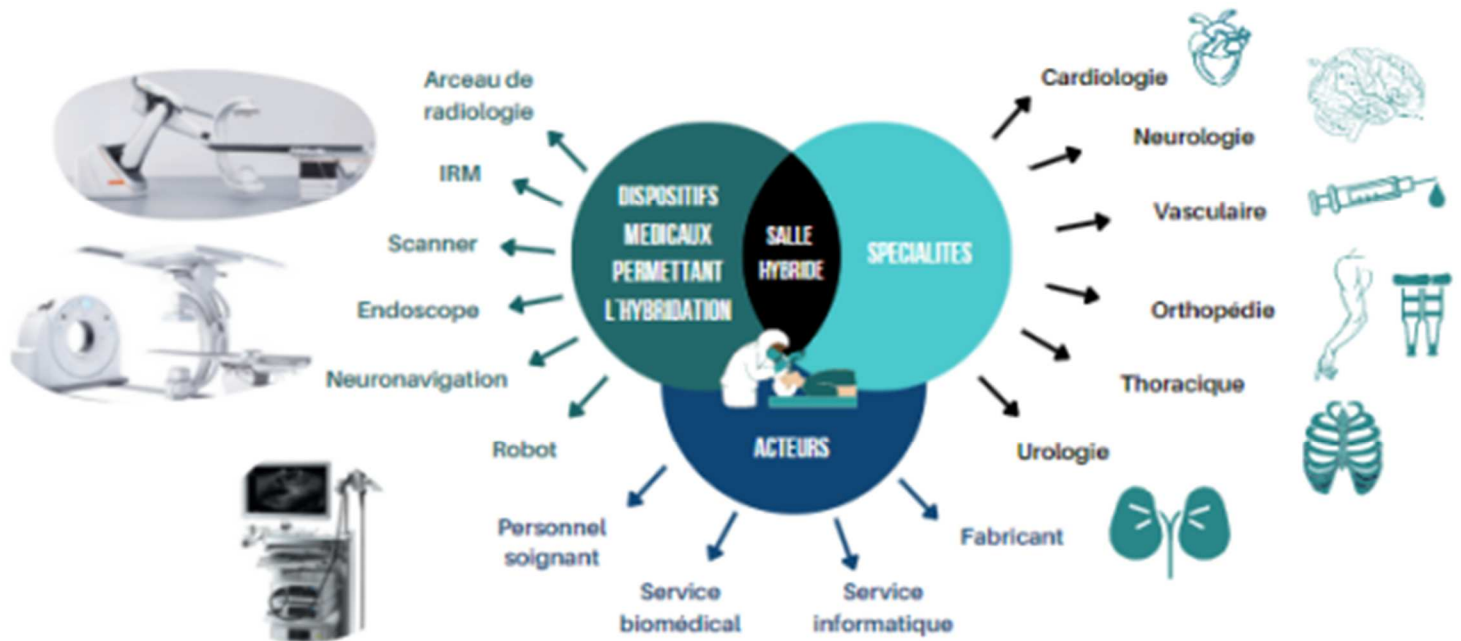 Arceau de
radiologie
IRM
Scanner
Endoscope
Neuronavigation
Robot
DISPOSITIFS
MEDICAUX
PERMETTANT
L'HYBRIDATION
SALLE
HYBRIDE
SPECIALITES
ACTEURS
Cardiologie
Neurologie
Vasculaire
Orthopédie
Thoracique
Urologie
Personnel
soignant
Service
biomédical
Service
informatique
Fabricant